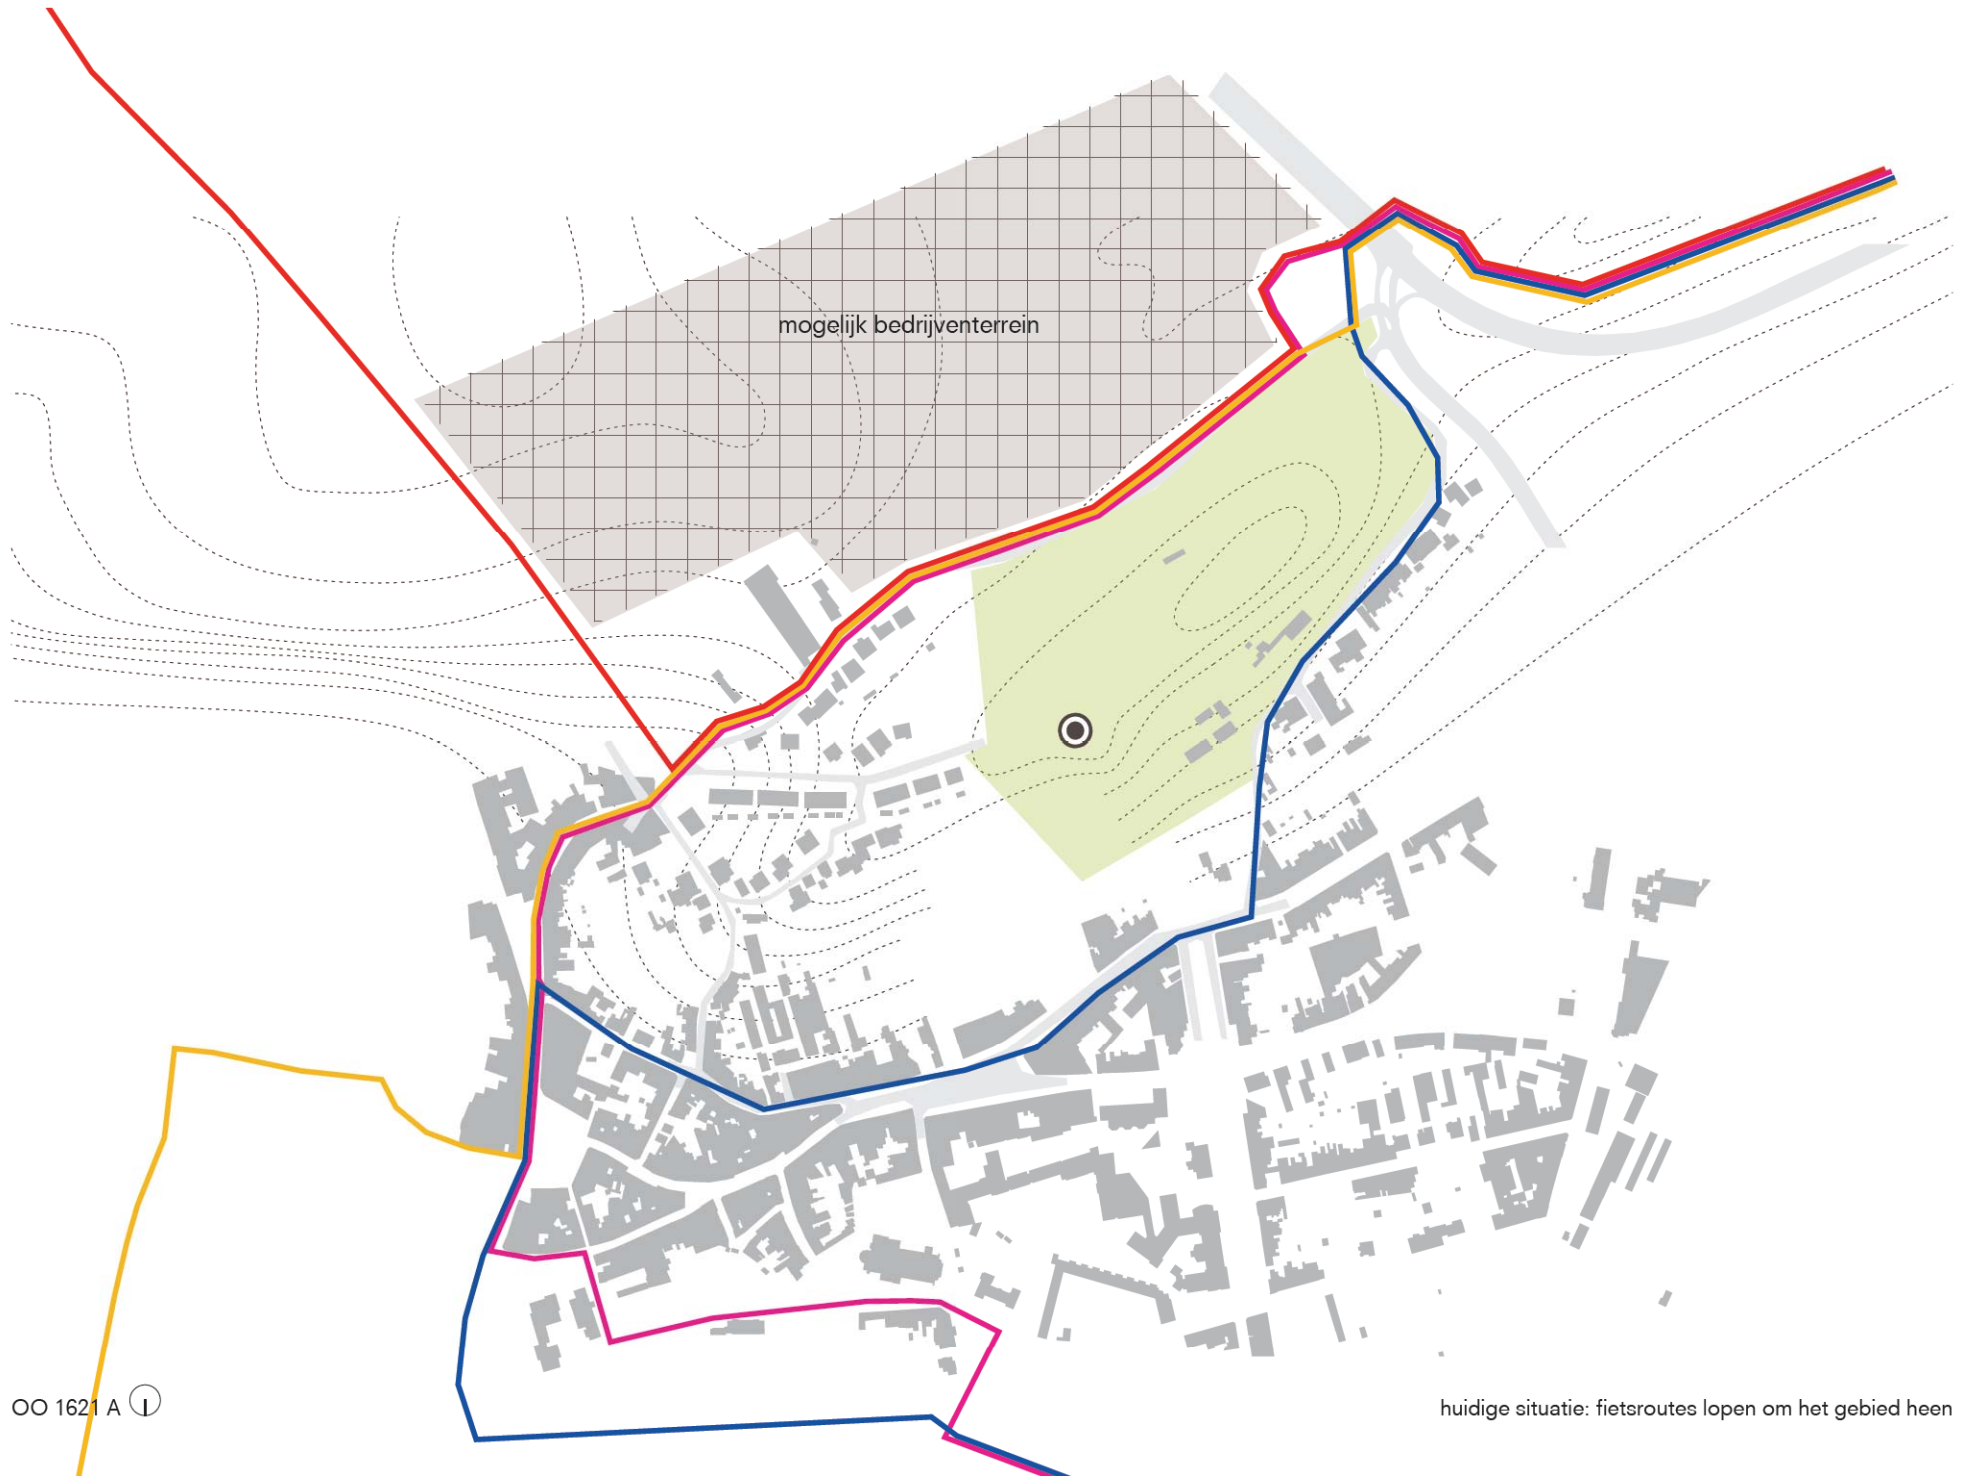 mogelijk bedrijventerrein
OO 1621 A
huidige situatie: fietsroutes lopen om het gebied heen